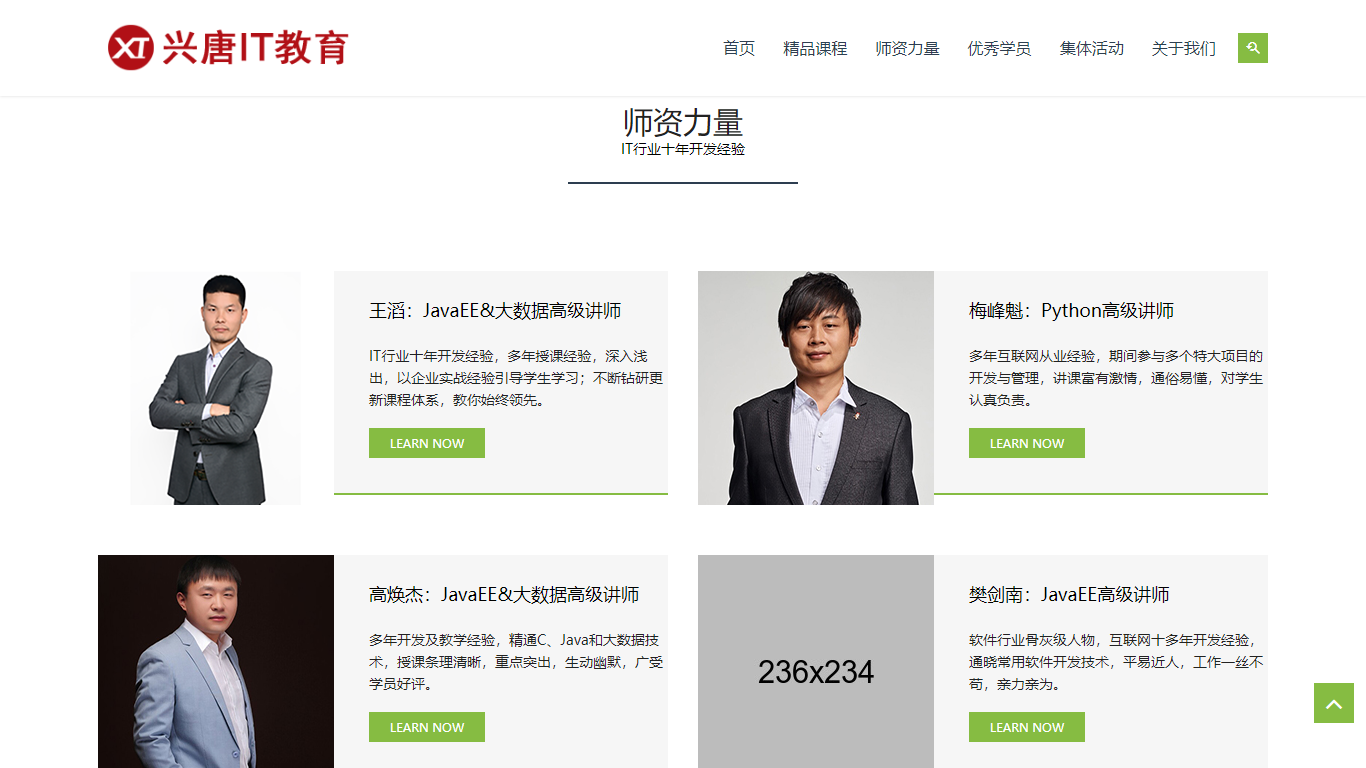 XT 兴唐IT教育
首页 精品课程 师资力量 优秀学员 集体活动 关于我们
师资力量
IT行业十年开发经验
王滔：JavaEE&大数据高级讲师
IT行业十年开发经验，多年授课经验，深入浅
出，以企业实战经验引导学生学习；不断钻研更
新课程体系，教你始终领先。
LEARN NOW
梅峰魁：Python高级讲师
多年互联网从业经验，期间参与多个特大项目的
开发与管理，讲课富有激情，通俗易懂，对学生
认真负责。
LEARN NOW
高焕杰：JavaEE&大数据高级讲师
多年开发及教学经验，精通C、Java和大数据技
术，授课条理清晰，重点突出，生动幽默，广受
学员好评。
LEARN NOW
236x234
樊剑南：JavaEE高级讲师
软件行业骨灰级人物，互联网十多年开发经验，
通晓常用软件开发技术，平易近人，工作一丝不
苟，亲力亲为。
LEARN NOW